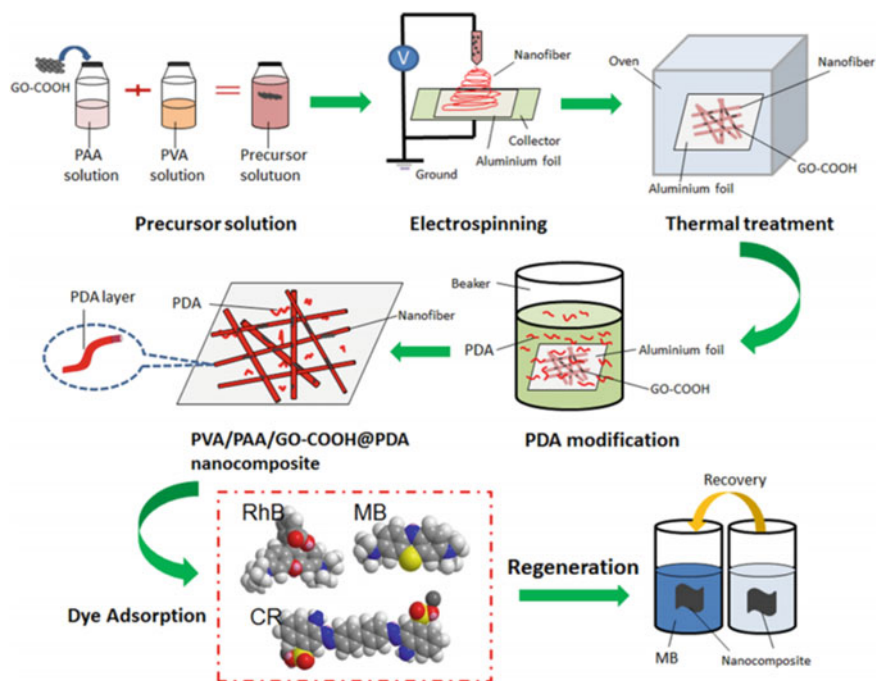 GO-COOH
PAA
solution
PVA
solution
Precursor
solutuon
Precursor solution
V
Nanofiber
Collector
Aluminium foil
Ground
Electrospinning
Oven
Nanofiber
GO-COOH
Aluminium foil
Thermal treatment
PDA layer
PDA
Nanofiber
PVA/PAA/GO-COOH@PDA
nanocomposite
Beaker
PDA
Aluminium foil
GO-COOH
PDA modification
Dye Adsorption
RhB
MB
CR
Regeneration
Recovery
MB
Nanocomposite